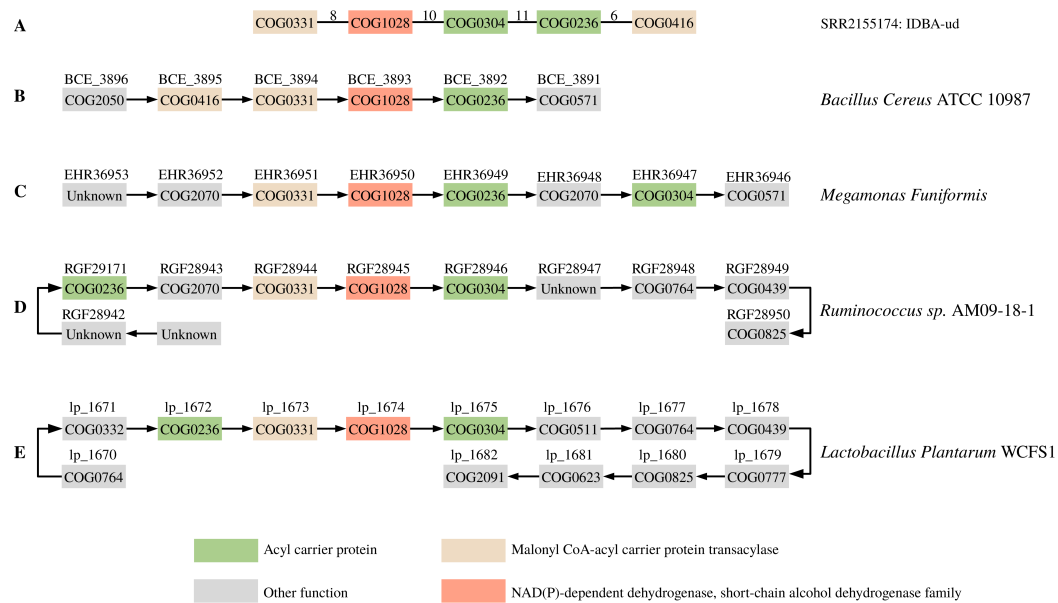 A
8 10 11 6
COG0331 COG1028 COG0304 COG0236 COG0416
SRR2155174: IDBA-ud
BCE_3896 BCE_3895 BCE_3894 BCE_3893 BCE_3892 BCE_3891
B
COG2050 COG0416 COG0331 COG1028 COG0236 COG0571
Bacillus Cereus ATCC 10987
EHR36953 EHR36952 EHR36951 EHR36950 EHR36949 EHR36948 EHR36947 EHR36946
C
Unknown COG2070 COG0331 COG1028 COG0236 COG2070 COG0304 COG0571
Megamonas Funiformis
RGF29171 RGF28943 RGF28944 RGF28945 RGF28946 RGF28947 RGF28948 RGF28949
COG0236 COG2070 COG0331 COG1028 COG0304 Unknown COG0764 COG0439
D
Ruminococcus sp. AM09-18-1
RGF28942 RGF28950
Unknown Unknown COG0825
lp_1671 lp_1672 lp_1673 lp_1674 lp_1675 lp_1676 lp_1677 lp_1678
COG0332 COG0236 COG0331 COG1028 COG0304 COG0511 COG0764 COG0439
E
Lactobacillus Plantarum WCFS1
lp_1670 lp_1682 lp_1681 lp_1680 lp_1679
COG0764 COG2091 COG0623 COG0825 COG0777
Acyl carrier protein
Malonyl CoA-acyl carrier protein transacylase
Other function
NAD(P)-dependent dehydrogenase, short-chain alcohol dehydrogenase family